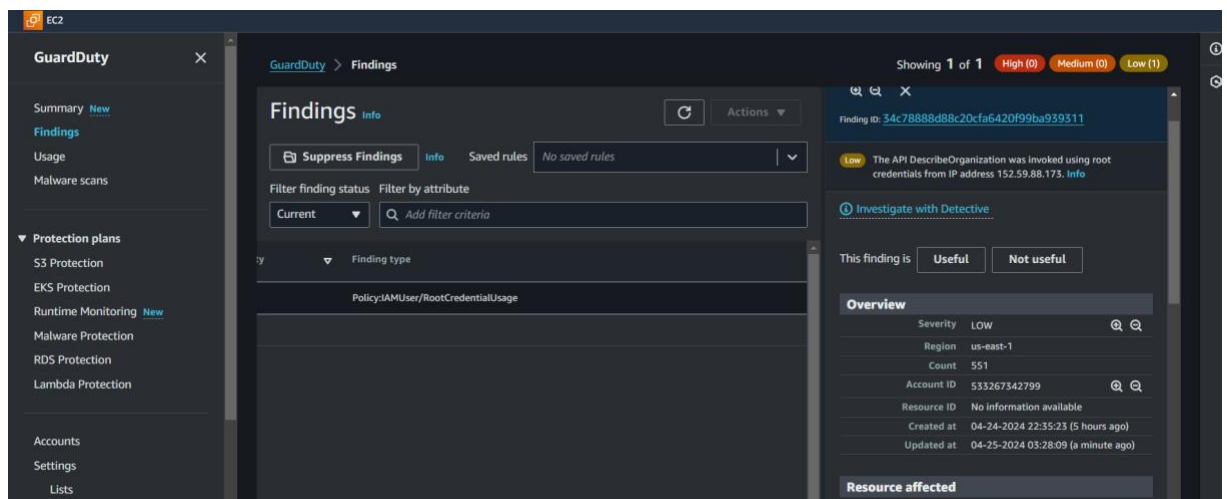 EC2
GuardDuty
Summary New
Findings
Usage
Malware scans
Protection plans
S3 Protection
EKS Protection
Runtime Monitoring New
Malware Protection
RDS Protection
Lambda Protection
Accounts
Settings
Lists
GuardDuty > Findings
Showing 1 of 1 High (0) Medium (0) Low (1)
Findings Info
Actions
Suppress Findings Info Saved rules No saved rules
Filter finding status Filter by attribute
Current Add filter criteria
ty Finding type
Policy:IAMUser/RootCredentialUsage
Finding ID: 34c78888d88c20cfa6420f99ba939311
Low The API DescribeOrganization was invoked using root
credentials from IP address 152.59.88.173. Info
Investigate with Detective
This finding is Useful Not useful
Overview
Severity LOW
Region us-east-1
Count 551
Account ID 533267342799
Resource ID No information available
Created at 04-24-2024 22:35:23 (5 hours ago)
Updated at 04-25-2024 03:28:09 (a minute ago)
Resource affected